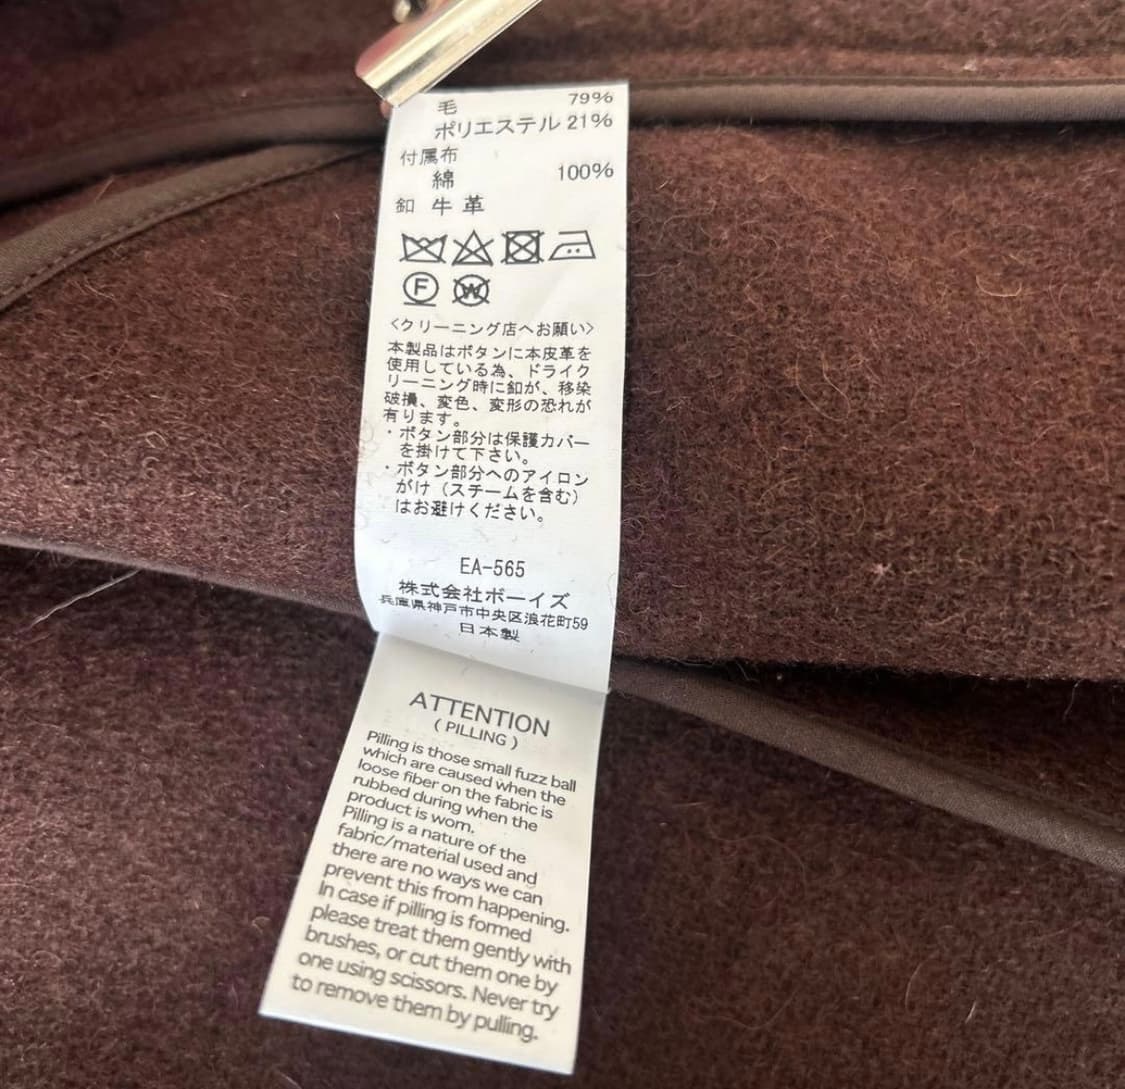 毛 79%
ポリエステル 21%
付属布
綿 100%
釦 牛革
F
W
<クリーニング店へお願い>
本製品はボタンに本皮革を
使用している為、ドライク
リーニング時に釦が、移染
破損、変色、変形の恐れが
有ります。
・ボタン部分は保護カバー
を掛けて下さい。
・ボタン部分へのアイロン
がけ(スチームを含む)
はお避けください。
EA-565
株式会社ボーイズ
兵庫県神戸市中央区浪花町59
日本製
ATTENTION
( PILLING )
Pilling is those small fuzz ball
which are caused when the
loose fiber on the fabric is
rubbed during when the
product is worn.
Pilling is a nature of the
fabric/material used and
there are no ways we can
prevent this from happening.
In case if pilling is formed
please treat them gently with
brushes, or cut them one by
one using scissors. Never try
to remove them by pulling.